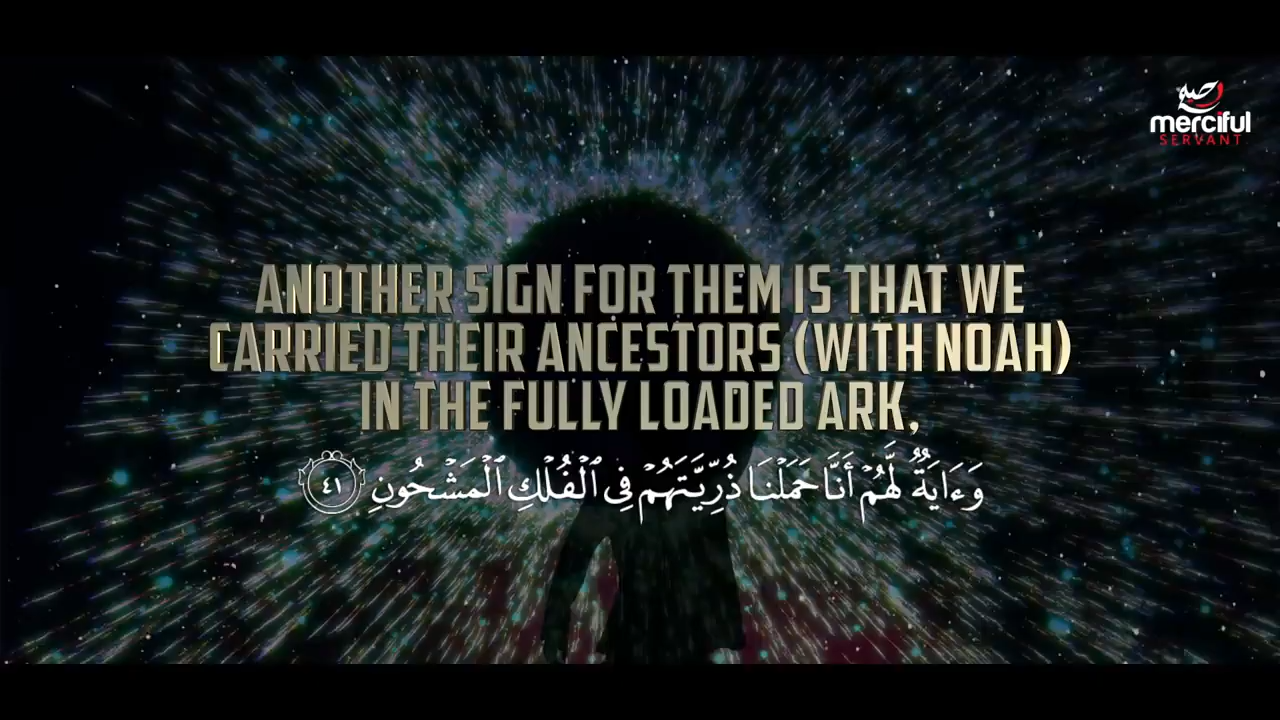 merciful
SERVANT
ANOTHER SIGN FOR THEM IS THAT WE
CARRIED THEIR ANCESTORS (WITH NOAH)
IN THE FULLY LOADED ARK,
وَءَايَةٌ لَّهُمْ أَنَّا حَمَلْنَا ذُرِّيَّتَهُمْ فِى ٱلْفُلْكِ ٱلْمَشْحُونِ ٤١